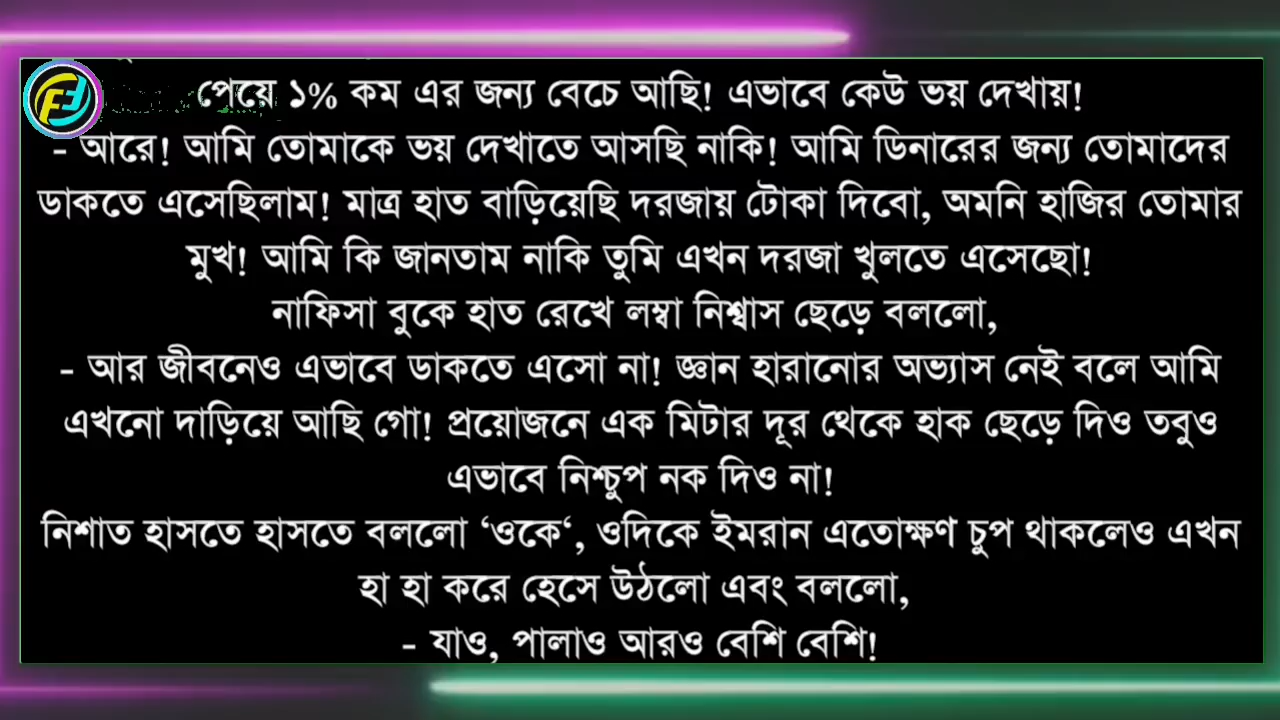 পেয়ে ১% কম এর জন্য বেচে আছি! এভাবে কেউ ভয় দেখায়!
- আরে! আমি তোমাকে ভয় দেখাতে আসছি নাকি! আমি ডিনারের জন্য তোমাদের
ডাকতে এসেছিলাম! মাত্র হাত বাড়িয়েছি দরজায় টোকা দিবো, অমনি হাজির তোমার
মুখ! আমি কি জানতাম নাকি তুমি এখন দরজা খুলতে এসেছো!
নাফিসা বুকে হাত রেখে লম্বা নিশ্বাস ছেড়ে বললো,
- আর জীবনেও এভাবে ডাকতে এসো না! জ্ঞান হারানোর অভ্যাস নেই বলে আমি
এখনো দাড়িয়ে আছি গো! প্রয়োজনে এক মিটার দূর থেকে হাক ছেড়ে দিও তবুও
এভাবে নিশ্চুপ নক দিও না!
নিশাত হাসতে হাসতে বললো ‘ওকে‘, ওদিকে ইমরান এতোক্ষণ চুপ থাকলেও এখন
হা হা করে হেসে উঠলো এবং বললো,
- যাও, পালাও আরও বেশি বেশি!